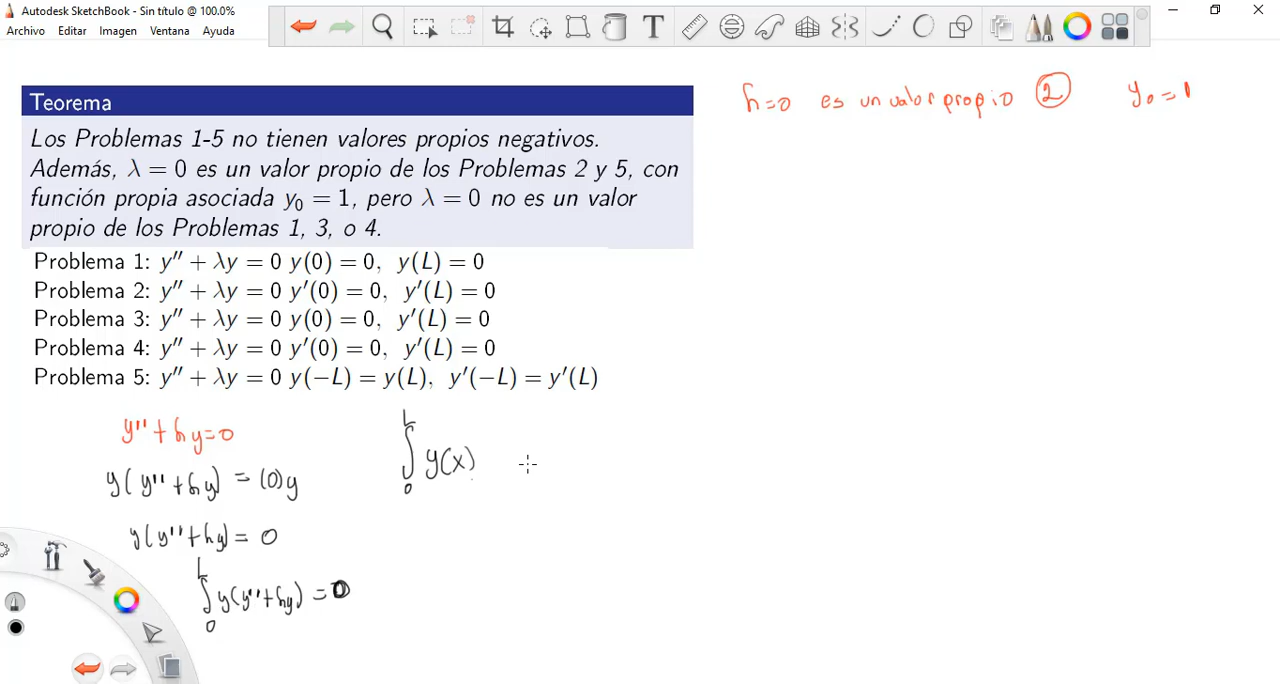 Autodesk SketchBook - Sin título @ 100.0%
Archivo Editar Imagen Ventana Ayuda
T
Teorema
Los Problemas 1-5 no tienen valores propios negativos.
Además, λ = 0 es un valor propio de los Problemas 2 y 5, con
función propia asociada y₀ = 1, pero λ = 0 no es un valor
propio de los Problemas 1, 3, o 4.
Problema 1: y″ + λy = 0 y(0) = 0, y(L) = 0
Problema 2: y″ + λy = 0 y′(0) = 0, y′(L) = 0
Problema 3: y″ + λy = 0 y(0) = 0, y′(L) = 0
Problema 4: y″ + λy = 0 y′(0) = 0, y′(L) = 0
Problema 5: y″ + λy = 0 y(−L) = y(L), y′(−L) = y′(L)
y″ + λy = 0
y(y″ + λy) = (0)y
y(y″ + λy) = 0
∫₀ᴸ y(y″ + λy) = 0
∫₀ᴸ y(x)
λ = 0 es un valor propio ② y₀ = 1